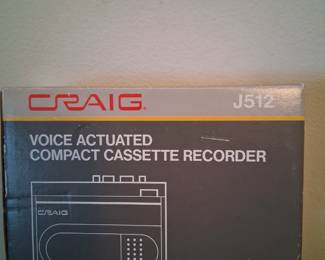 CRAIG. J512
VOICE ACTUATED
COMPACT CASSETTE RECORDER
CRAIG